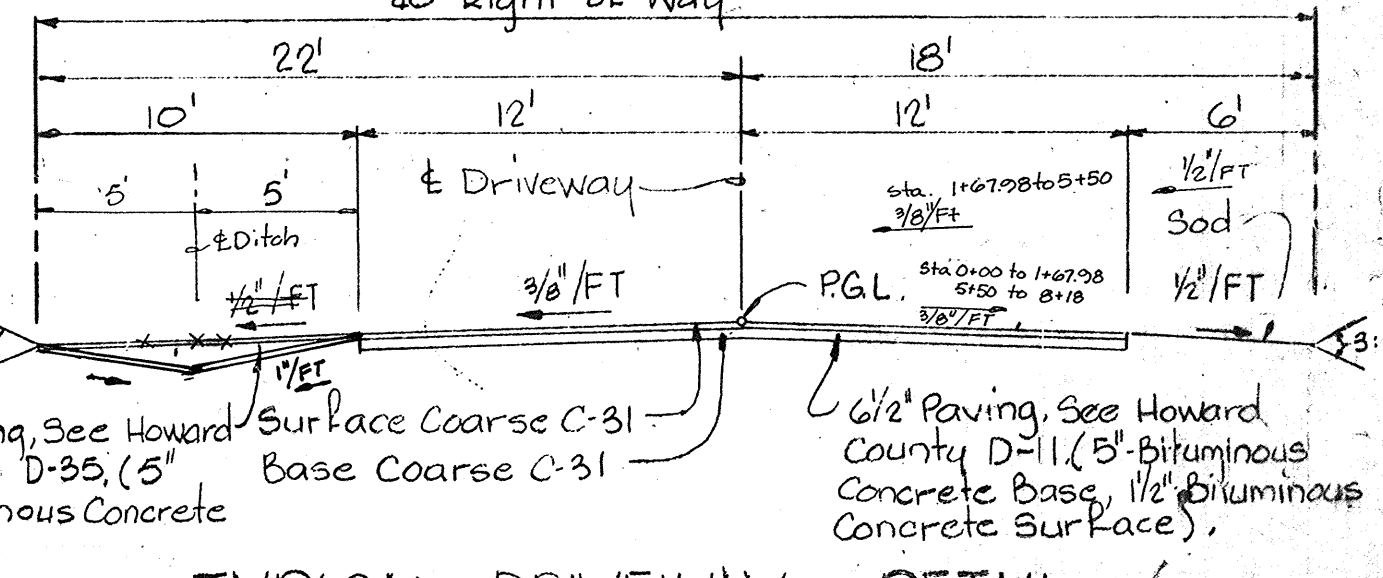 40' Right of Way
22'
18'
10'
12'
12'
6'
5'
5'
℄ Driveway
Sta. 1+67.98 to 5+50
3/8"/Ft
1/2"/FT
Sod
℄ Ditch
1/2"/FT
3/8"/FT
P.G.L.
Sta 0+00 to 1+67.98
5+50 to 8+18
3/8"/FT
1/2"/FT
1"/FT
3:
ng, See Howard
D-35, (5"
nous Concrete
Surface Coarse C-31
Base Coarse C-31
6 1/2" Paving, See Howard
County D-11. (5"-Bituminous
Concrete Base, 1 1/2" Bituminous
Concrete Surface).